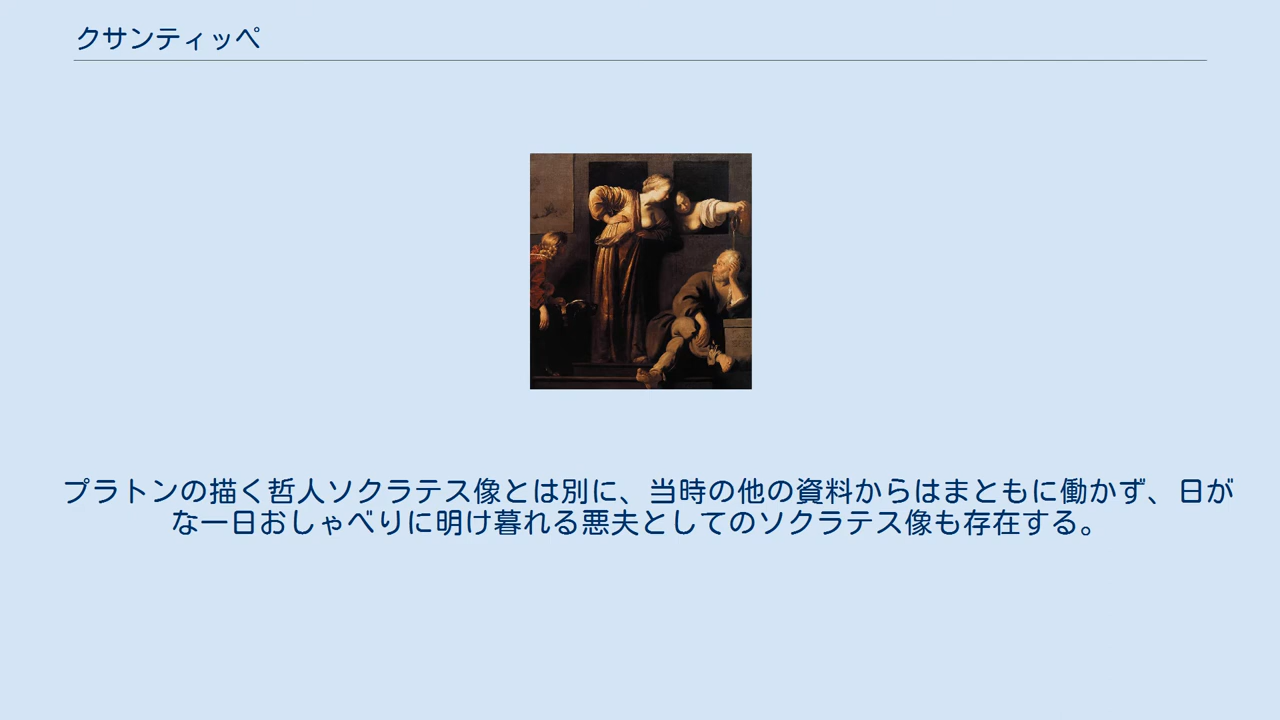 クサンティッペ
プラトンの描く哲人ソクラテス像とは別に、当時の他の資料からはまともに働かず、日が
な一日おしゃべりに明け暮れる悪夫としてのソクラテス像も存在する。